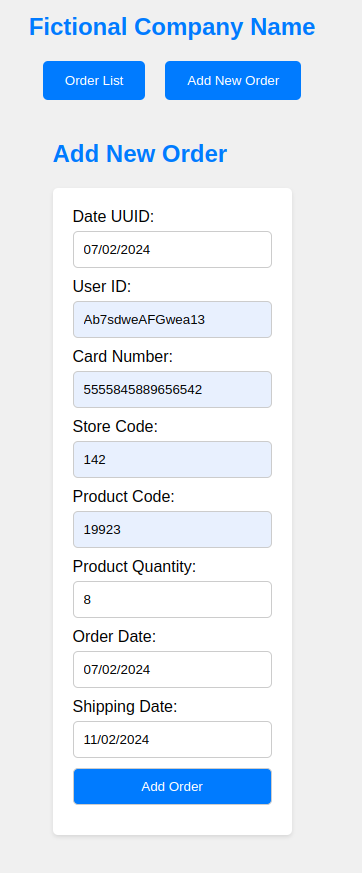 Fictional Company Name
Order List
Add New Order
Add New Order
Date UUID:
07/02/2024
User ID:
Ab7sdweAFGwea13
Card Number:
5555845889656542
Store Code:
142
Product Code:
19923
Product Quantity:
8
Order Date:
07/02/2024
Shipping Date:
11/02/2024
Add Order